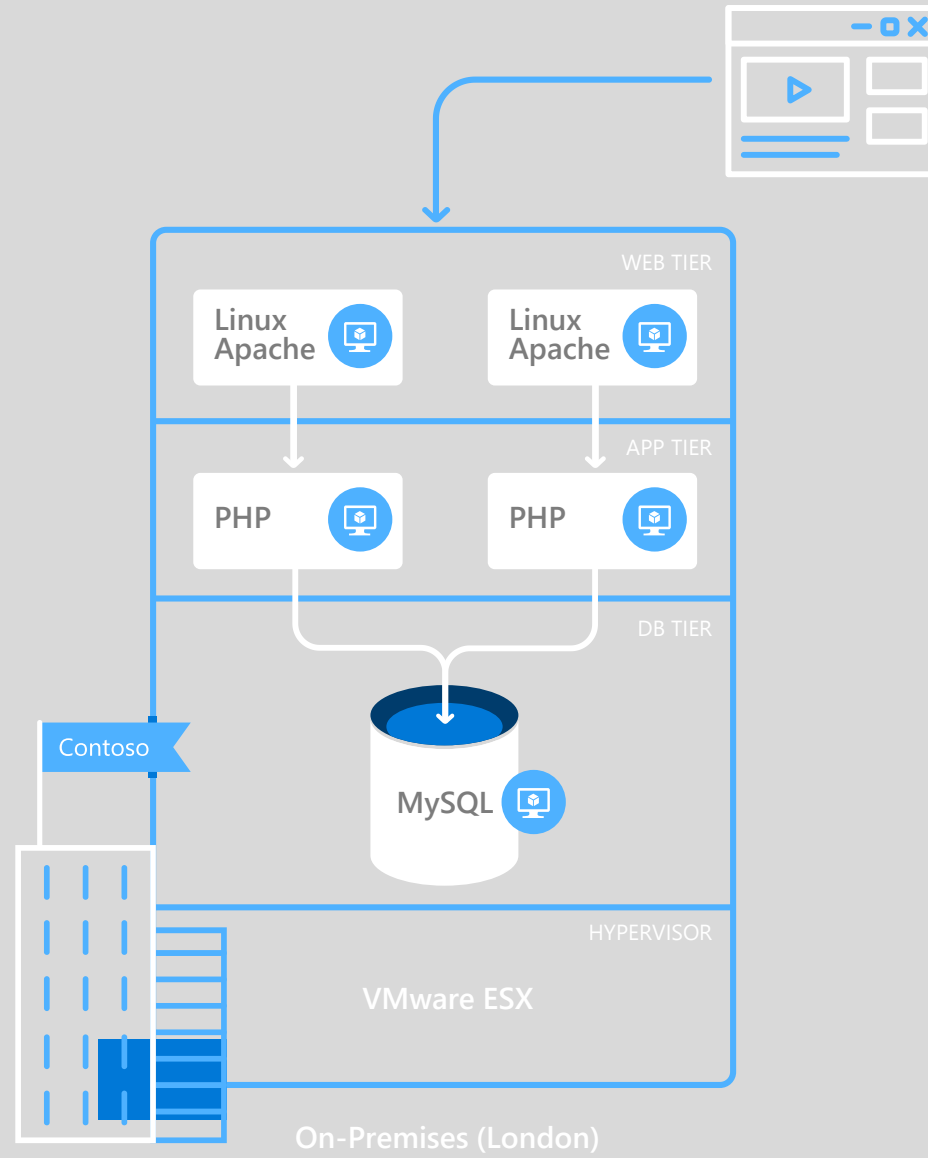 WEB TIER
Linux
Apache
Linux
Apache
APP TIER
PHP
PHP
DB TIER
Contoso
MySQL
HYPERVISOR
VMware ESX
On-Premises (London)